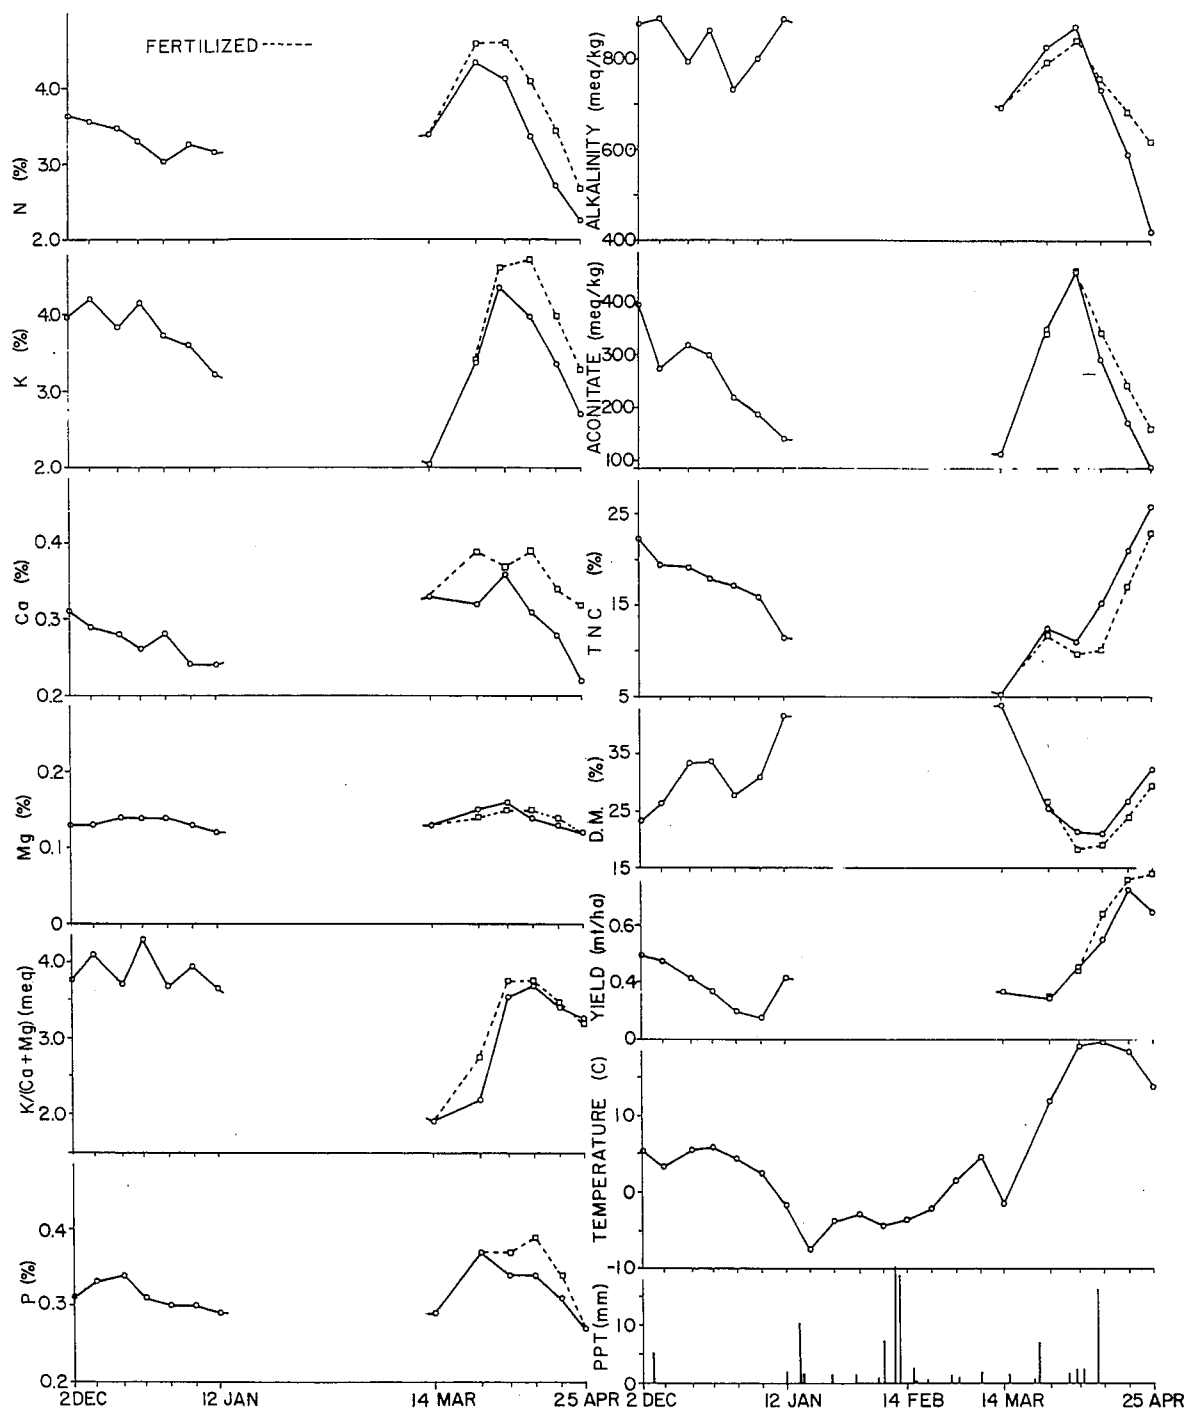 FERTILIZED
N (%)
4.0
3.0
2.0
K (%)
4.0
3.0
2.0
Ca (%)
0.4
0.3
0.2
Mg (%)
0.2
0.1
0
K/(Ca+Mg)(meq)
4.0
3.0
2.0
P (%)
0.4
0.3
0.2
2 DEC
12 JAN
14 MAR
25 APR
ALKALINITY (meq/kg)
800
600
400
ACONITATE (meq/kg)
400
300
200
100
TNC (%)
25
15
5
D.M. (%)
35
25
15
YIELD (mt/ha)
0.6
0.4
0
TEMPERATURE (C)
10
0
-10
PPT (mm)
10
0
2 DEC
12 JAN
14 FEB
14 MAR
25 APR